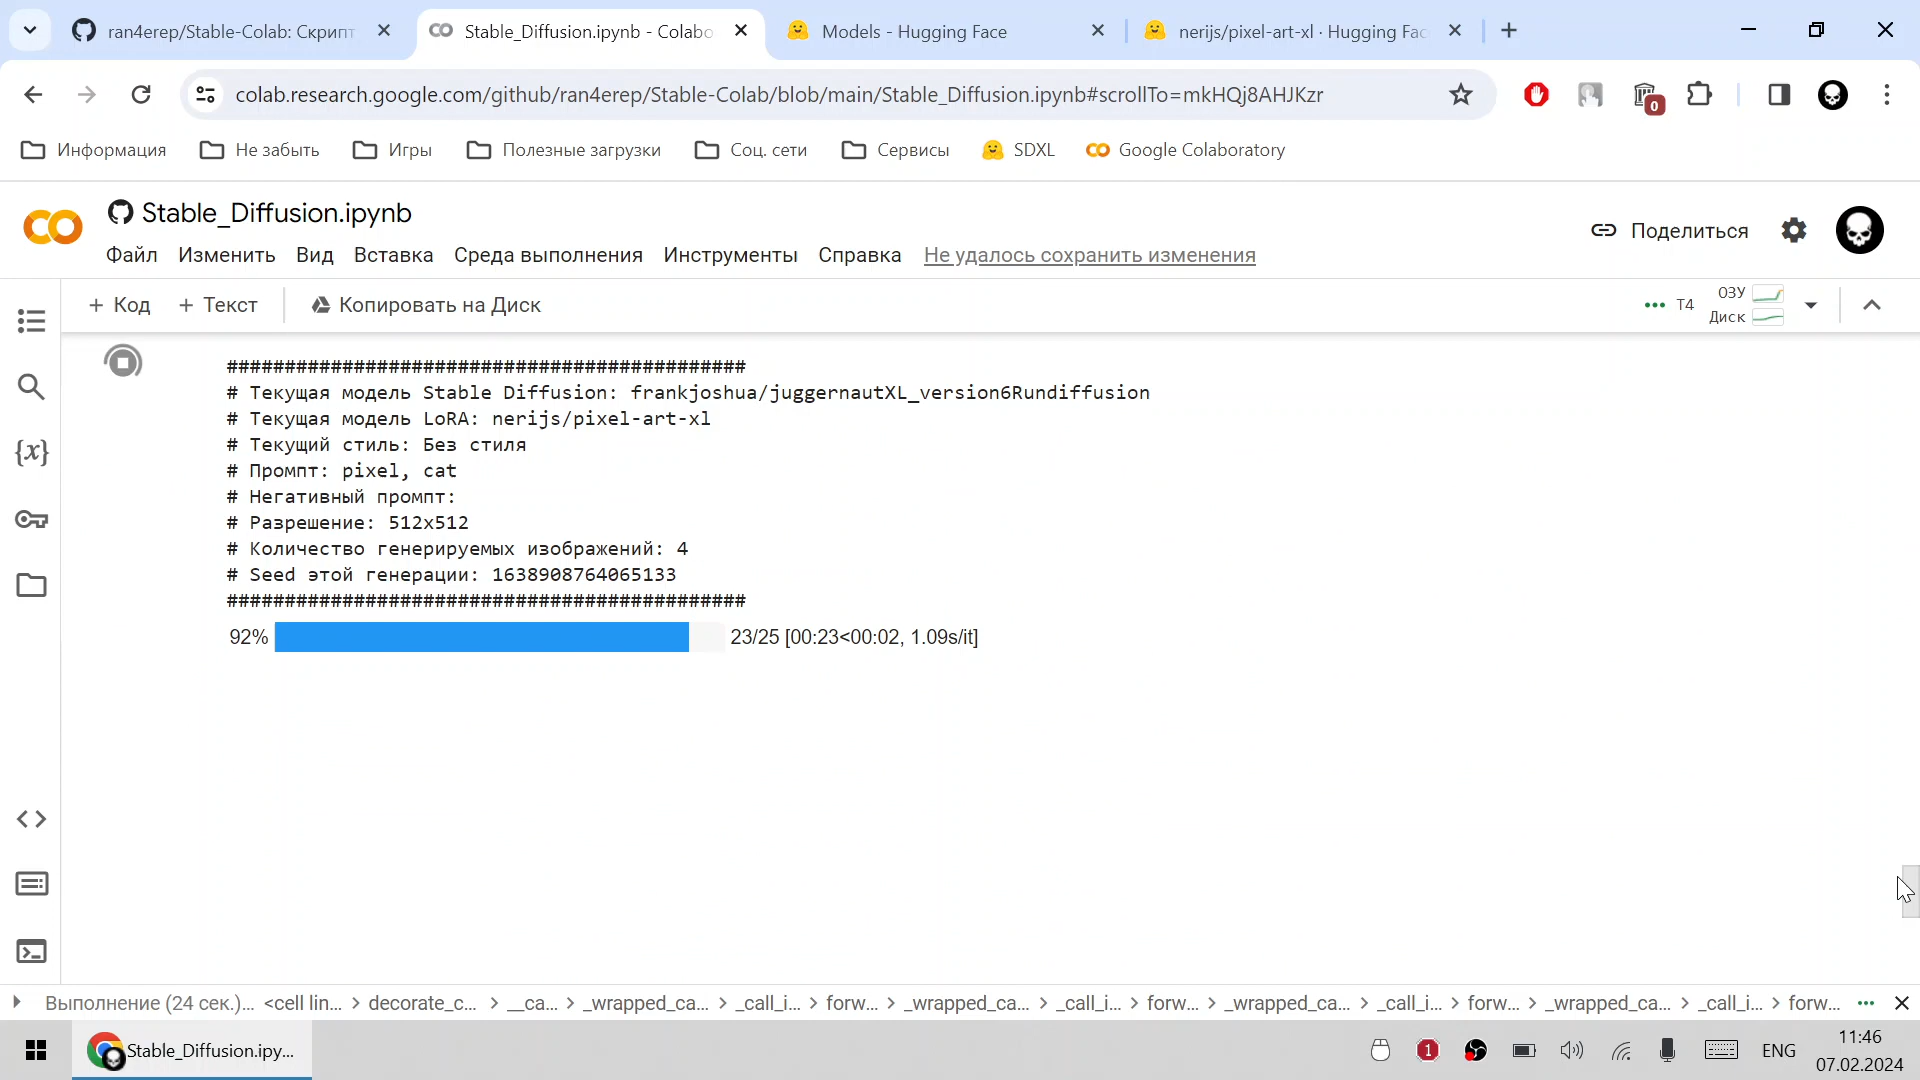 ran4erep/Stable-Colab: Скрипт
Stable_Diffusion.ipynb - Colabo
Models - Hugging Face
nerijs/pixel-art-xl · Hugging Fac
colab.research.google.com/github/ran4erep/Stable-Colab/blob/main/Stable_Diffusion.ipynb#scrollTo=mkHQj8AHJKzr
0
Информация
Не забыть
Игры
Полезные загрузки
Соц. сети
Сервисы
SDXL
Google Colaboratory
Stable_Diffusion.ipynb
Поделиться
Файл Изменить Вид Вставка Среда выполнения Инструменты Справка Не удалось сохранить изменения
+ Код + Текст Копировать на Диск
T4
ОЗУ
Диск
#############################################
# Текущая модель Stable Diffusion: frankjoshua/juggernautXL_version6Rundiffusion
# Текущая модель LoRA: nerijs/pixel-art-xl
# Текущий стиль: Без стиля
# Промпт: pixel, cat
# Негативный промпт:
# Разрешение: 512x512
# Количество генерируемых изображений: 4
# Seed этой генерации: 1638908764065133
#############################################
92% 23/25 [00:23<00:02, 1.09s/it]
{x}
Выполнение (24 сек.)... <cell lin... > decorate_c... > __ca... > _wrapped_ca... > _call_i... > forw... > _wrapped_ca... > _call_i... > forw... > _wrapped_ca... > _call_i... > forw... > _wrapped_ca... > _call_i... > forw...
Stable_Diffusion.ipy...
1
ENG
11:46
07.02.2024